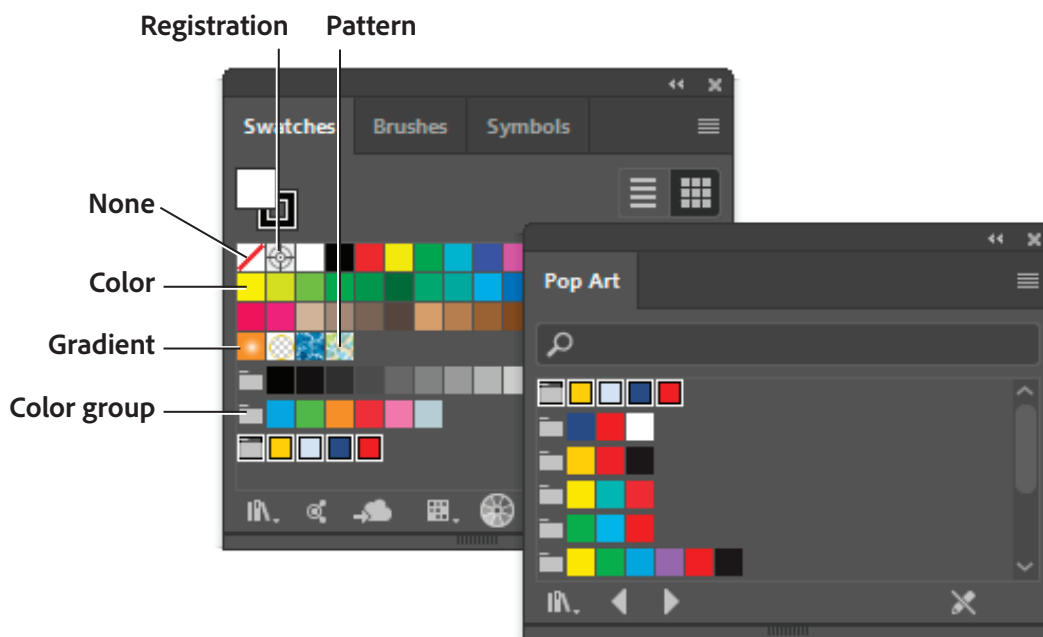 Registration Pattern
Swatches Brushes Symbols
None
Color
Pop Art
Gradient
Color group